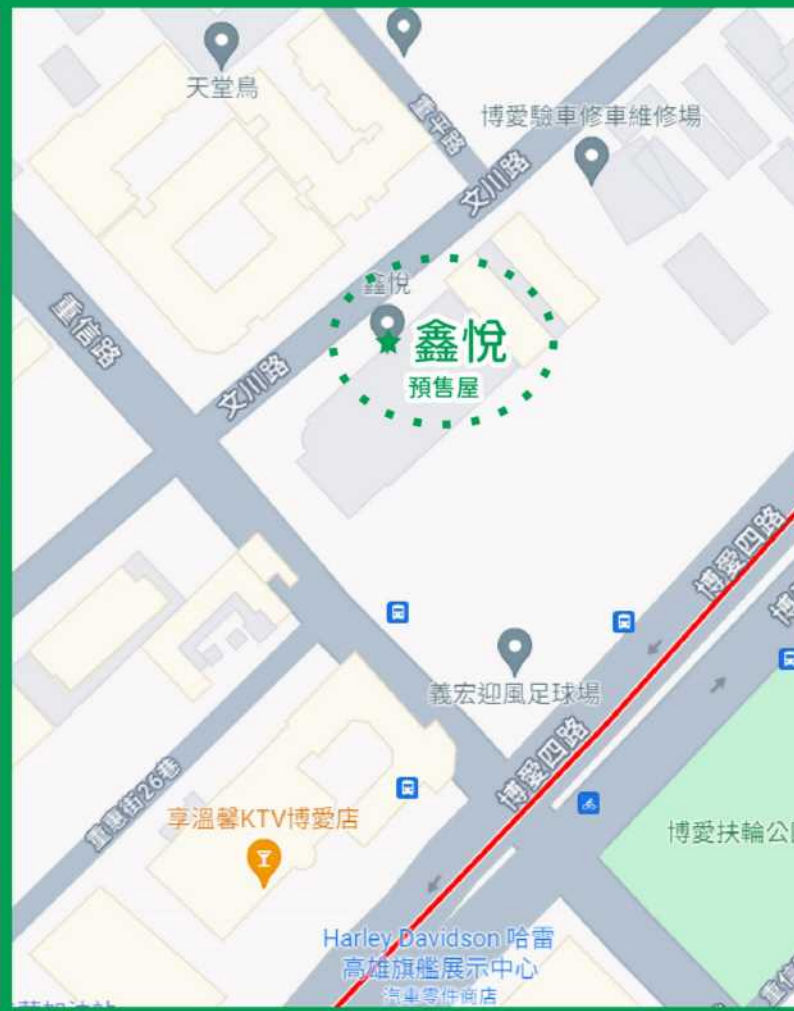 天堂鳥
重平路
博愛驗車修車維修場
文川路
鑫悅
鑫悅
預售屋
重信路
文川路
博愛四路
義宏迎風足球場
博愛四路
重惠街26巷
享溫馨KTV博愛店
博愛扶輪公
Harley Davidson 哈雷
高雄旗艦展示中心
汽車零件商店
重信